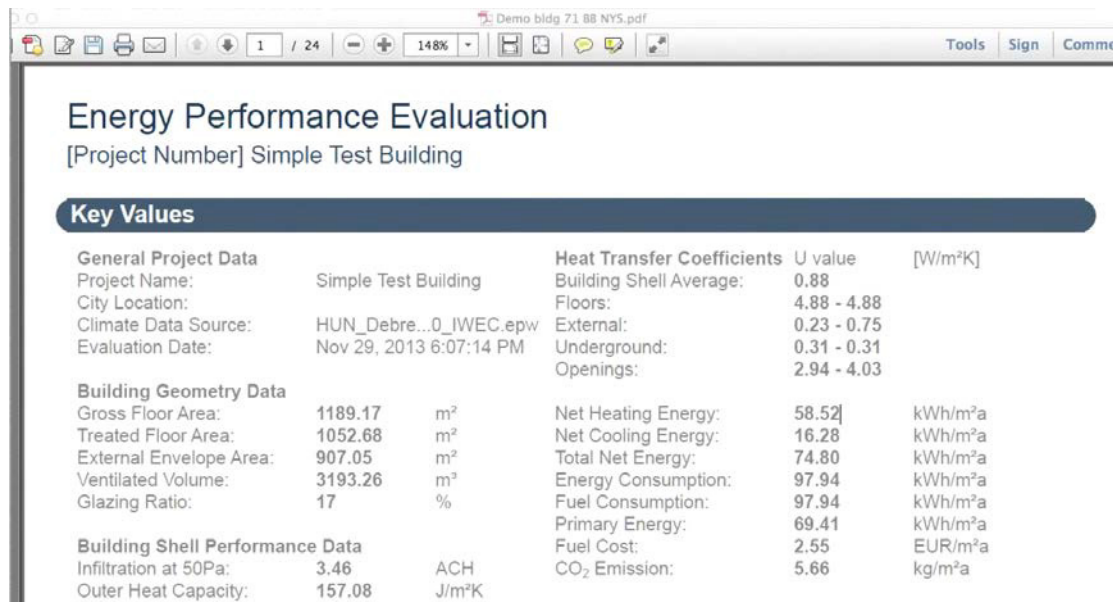 Demo bldg 71 88 NYS.pdf
1 / 24 148% Tools Sign Comme
Energy Performance Evaluation
[Project Number] Simple Test Building
Key Values
General Project Data
Project Name: Simple Test Building
City Location:
Climate Data Source: HUN_Debre...0_IWEC.epw
Evaluation Date: Nov 29, 2013 6:07:14 PM
Building Geometry Data
Gross Floor Area: 1189.17 m²
Treated Floor Area: 1052.68 m²
External Envelope Area: 907.05 m²
Ventilated Volume: 3193.26 m³
Glazing Ratio: 17 %
Building Shell Performance Data
Infiltration at 50Pa: 3.46 ACH
Outer Heat Capacity: 157.08 J/m²K
Heat Transfer Coefficients U value [W/m²K]
Building Shell Average: 0.88
Floors: 4.88 - 4.88
External: 0.23 - 0.75
Underground: 0.31 - 0.31
Openings: 2.94 - 4.03
Net Heating Energy: 58.52 kWh/m²a
Net Cooling Energy: 16.28 kWh/m²a
Total Net Energy: 74.80 kWh/m²a
Energy Consumption: 97.94 kWh/m²a
Fuel Consumption: 97.94 kWh/m²a
Primary Energy: 69.41 kWh/m²a
Fuel Cost: 2.55 EUR/m²a
CO₂ Emission: 5.66 kg/m²a